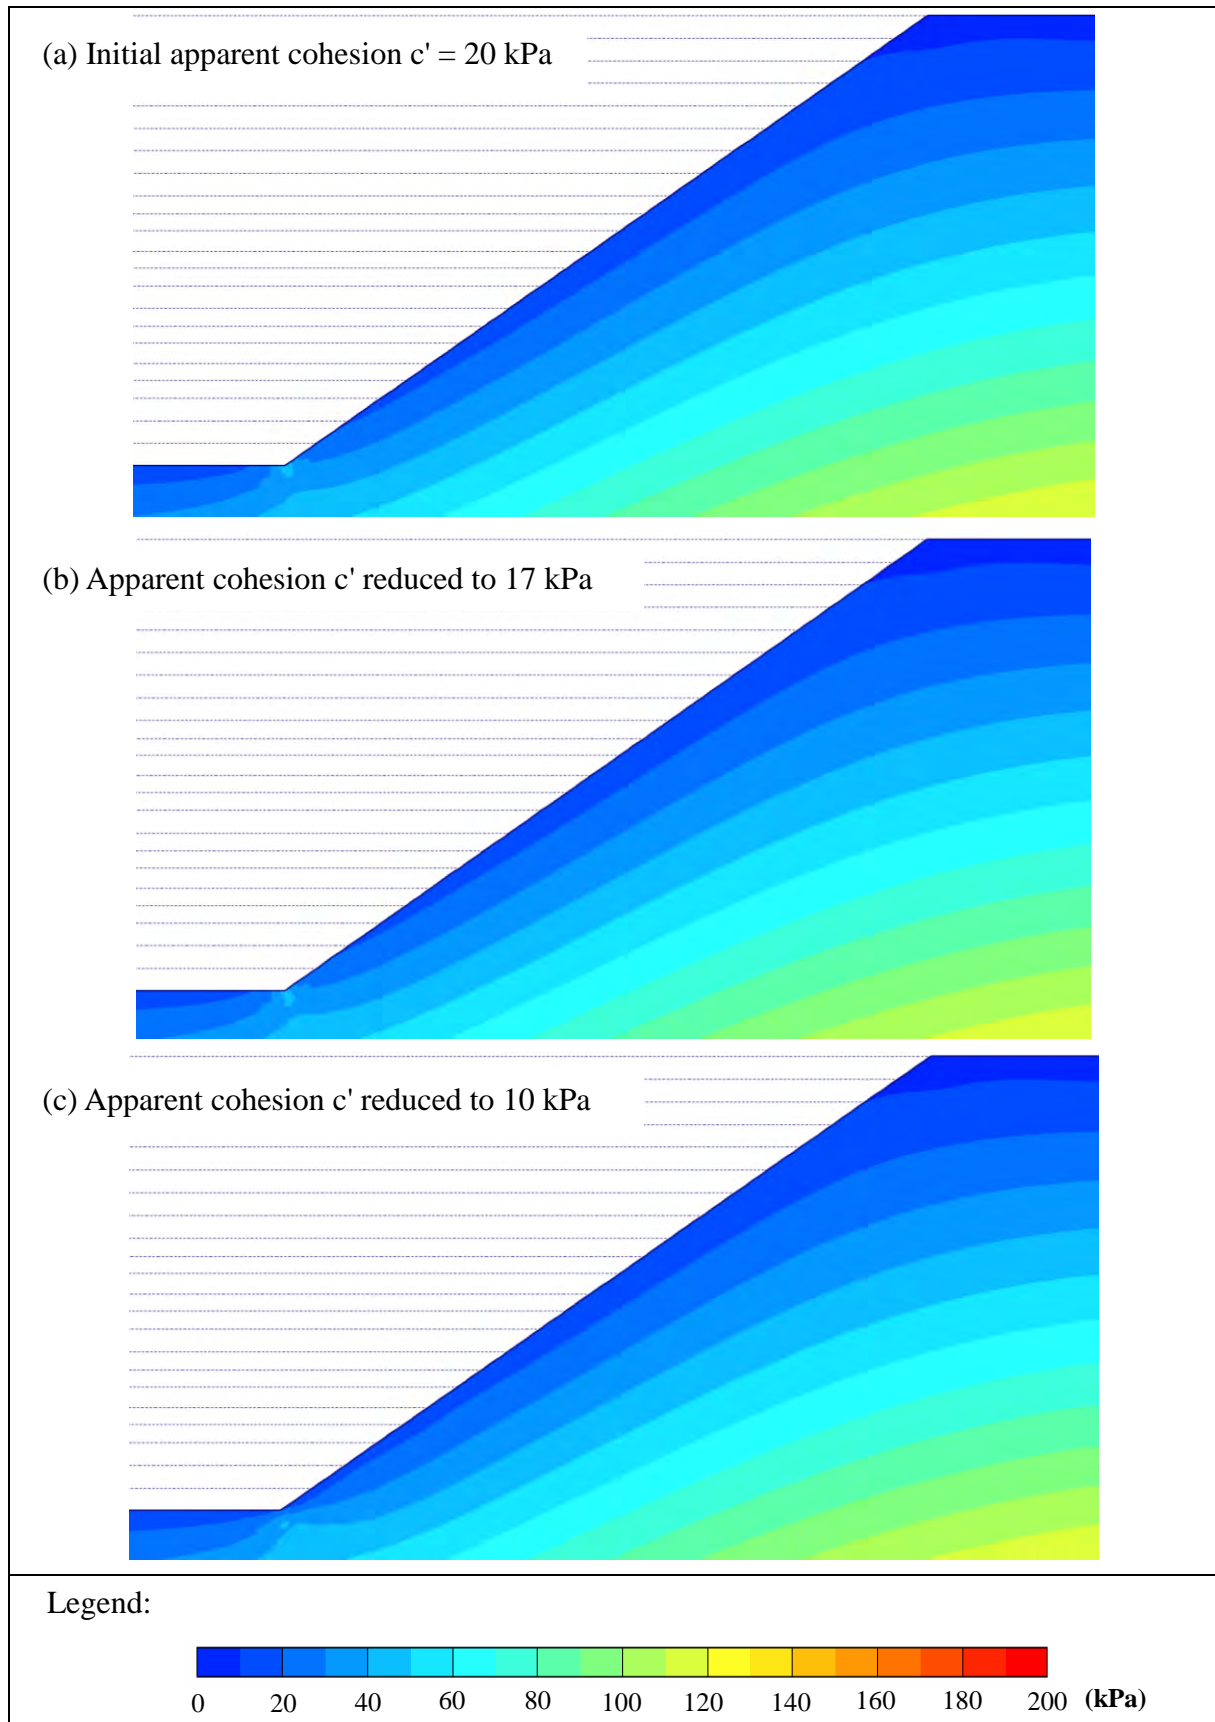 (a) Initial apparent cohesion c' = 20 kPa
(b) Apparent cohesion c' reduced to 17 kPa
(c) Apparent cohesion c' reduced to 10 kPa
Legend:
0 20 40 60 80 100 120 140 160 180 200 (kPa)